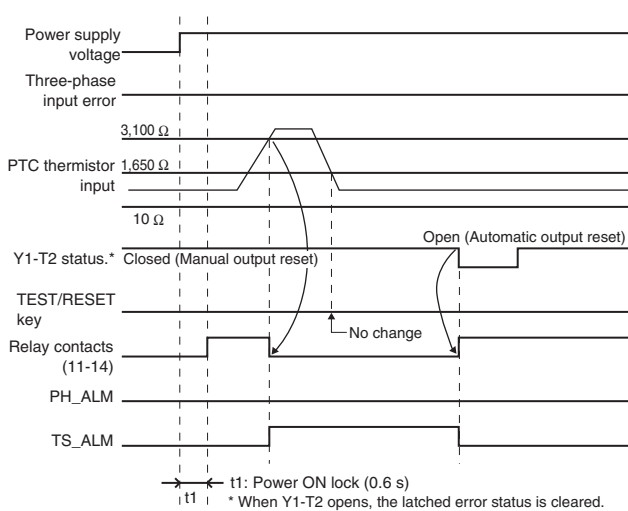 Power supply
voltage
Three-phase
input error
3,100 Ω
PTC thermistor
input
1,650 Ω
10 Ω
Open (Automatic output reset)
Y1-T2 status.* Closed (Manual output reset)
TEST/RESET
key
No change
Relay contacts
(11-14)
PH_ALM
TS_ALM
t1
t1: Power ON lock (0.6 s)
* When Y1-T2 opens, the latched error status is cleared.